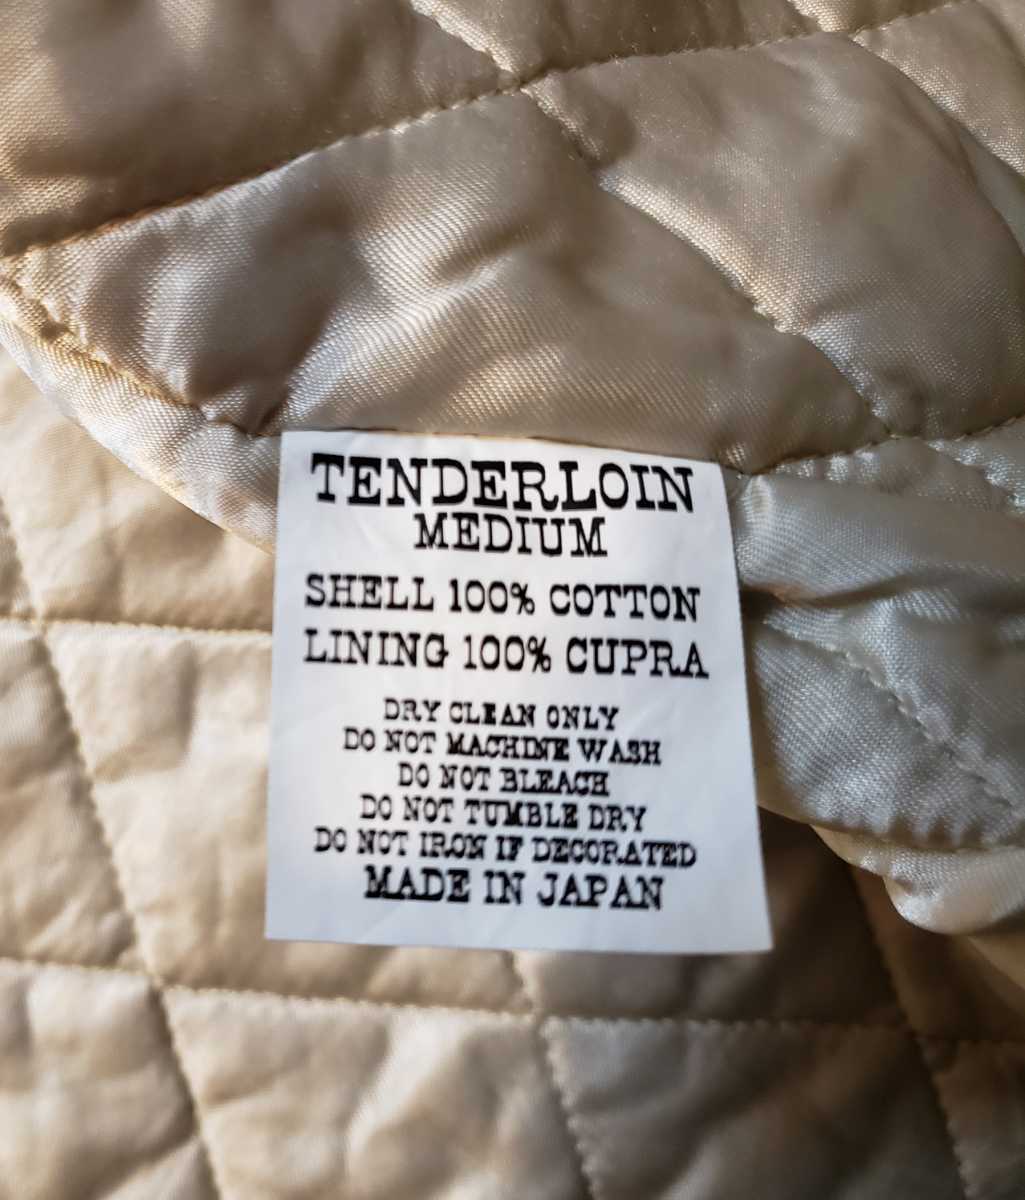 TENDERLOIN
MEDIUM
SHELL 100% COTTON
LINING 100% CUPRA
DRY CLEAN ONLY
DO NOT MACHINE WASH
DO NOT BLEACH
DO NOT TUMBLE DRY
DO NOT IRON IF DECORATED
MADE IN JAPAN